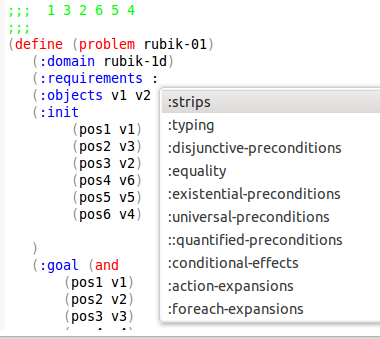 ;;; 1 3 2 6 5 4
;;;
(define (problem rubik-01)
(:domain rubik-1d)
(:requirements :
(:objects v1 v2
(:init
(pos1 v1)
(pos2 v3)
(pos3 v2)
(pos4 v6)
(pos5 v5)
(pos6 v4)
)
(:goal (and
(pos1 v1)
(pos2 v2)
(pos3 v3)
:strips
:typing
:disjunctive-preconditions
:equality
:existential-preconditions
:universal-preconditions
::quantified-preconditions
:conditional-effects
:action-expansions
:foreach-expansions